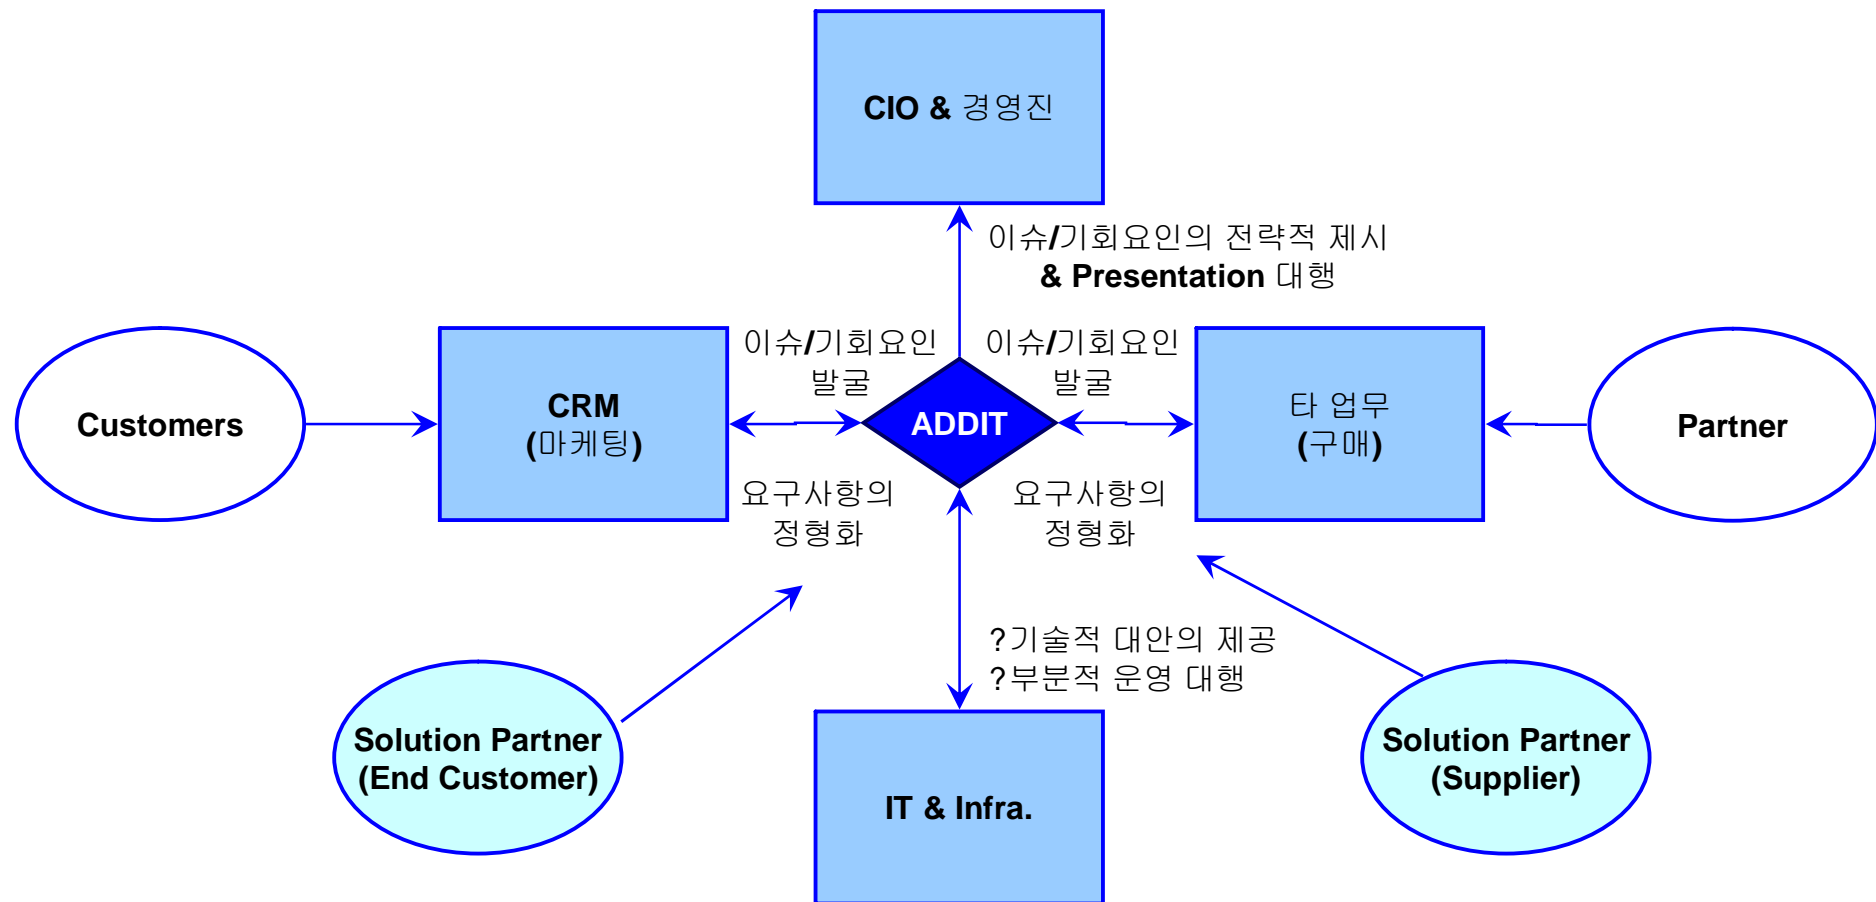 CIO & 경영진
이슈/기회요인의 전략적 제시
& Presentation 대행
이슈/기회요인
발굴
이슈/기회요인
발굴
Customers
CRM
(마케팅)
ADDIT
타 업무
(구매)
Partner
요구사항의
정형화
요구사항의
정형화
?기술적 대안의 제공
?부분적 운영 대행
Solution Partner
(End Customer)
Solution Partner
(Supplier)
IT & Infra.